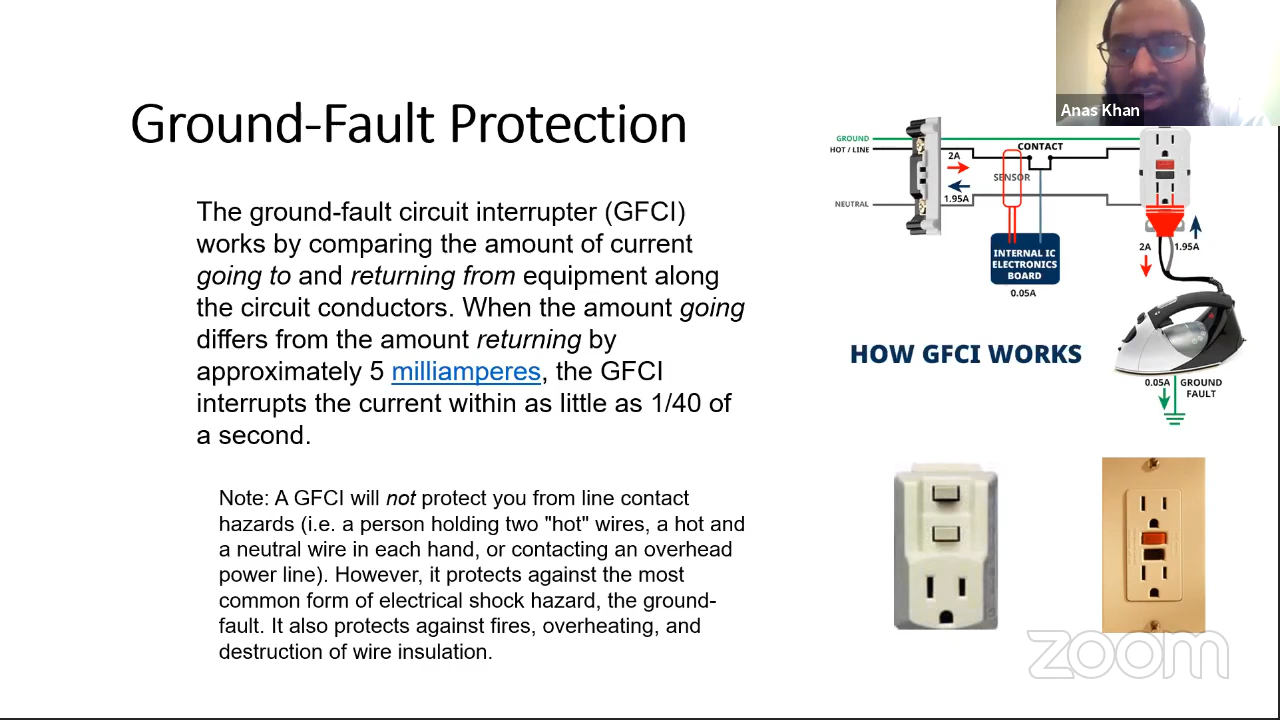 Anas Khan
Ground-Fault Protection
The ground-fault circuit interrupter (GFCI)
works by comparing the amount of current
going to and returning from equipment along
the circuit conductors. When the amount going
differs from the amount returning by
approximately 5 milliamperes, the GFCI
interrupts the current within as little as 1/40 of
a second.
Note: A GFCI will not protect you from line contact
hazards (i.e. a person holding two "hot" wires, a hot and
a neutral wire in each hand, or contacting an overhead
power line). However, it protects against the most
common form of electrical shock hazard, the ground-
fault. It also protects against fires, overheating, and
destruction of wire insulation.
GROUND
HOT / LINE
NEUTRAL
2A
1.95A
SENSOR
CONTACT
INTERNAL IC
ELECTRONICS
BOARD
0.05A
2A
1.95A
HOW GFCI WORKS
0.05A
GROUND
FAULT
zoom